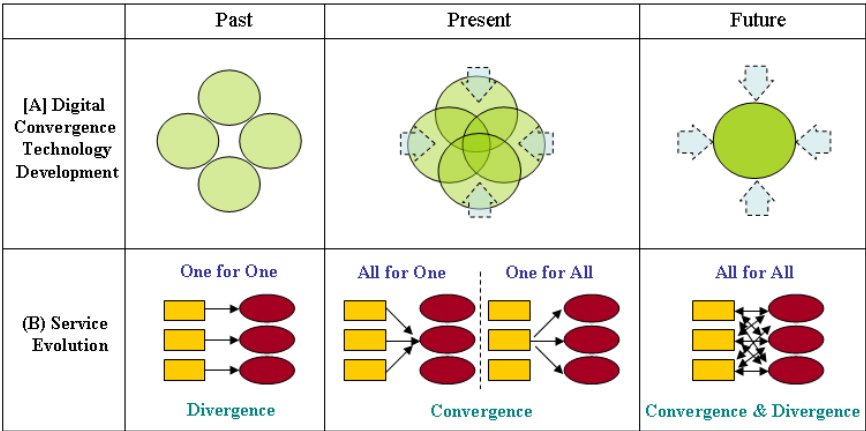 Past
Present
Future
[A] Digital
Convergence
Technology
Development
(B) Service
Evolution
One for One
All for One
One for All
All for All
Divergence
Convergence
Convergence & Divergence